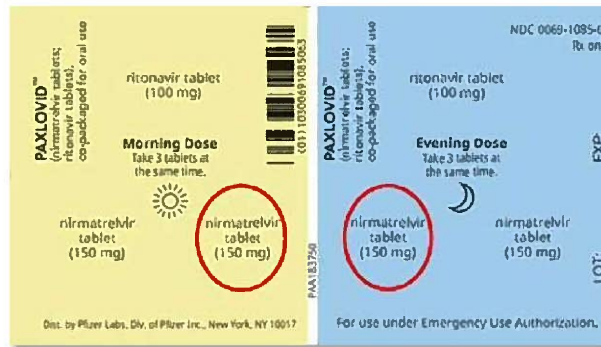 PAXLOVID™
(nirmatrelvir tablets;
ritonavir tablets),
co-packaged for oral use
ritonavir tablet
(100 mg)
(01)10300691085063
Morning Dose
Take 3 tablets at
the same time.
nirmatrelvir
tablet
(150 mg)
nirmatrelvir
tablet
(150 mg)
Dist. by Pfizer Labs, Div. of Pfizer Inc., New York, NY 10017
PAA183750
PAXLOVID™
(nirmatrelvir tablets;
ritonavir tablets),
co-packaged for oral use
NDC 0069-1085-
Rx on
ritonavir tablet
(100 mg)
Evening Dose
Take 3 tablets at
the same time.
nirmatrelvir
tablet
(150 mg)
nirmatrelvir
tablet
(150 mg)
EXP:
LOT:
For use under Emergency Use Authorization.